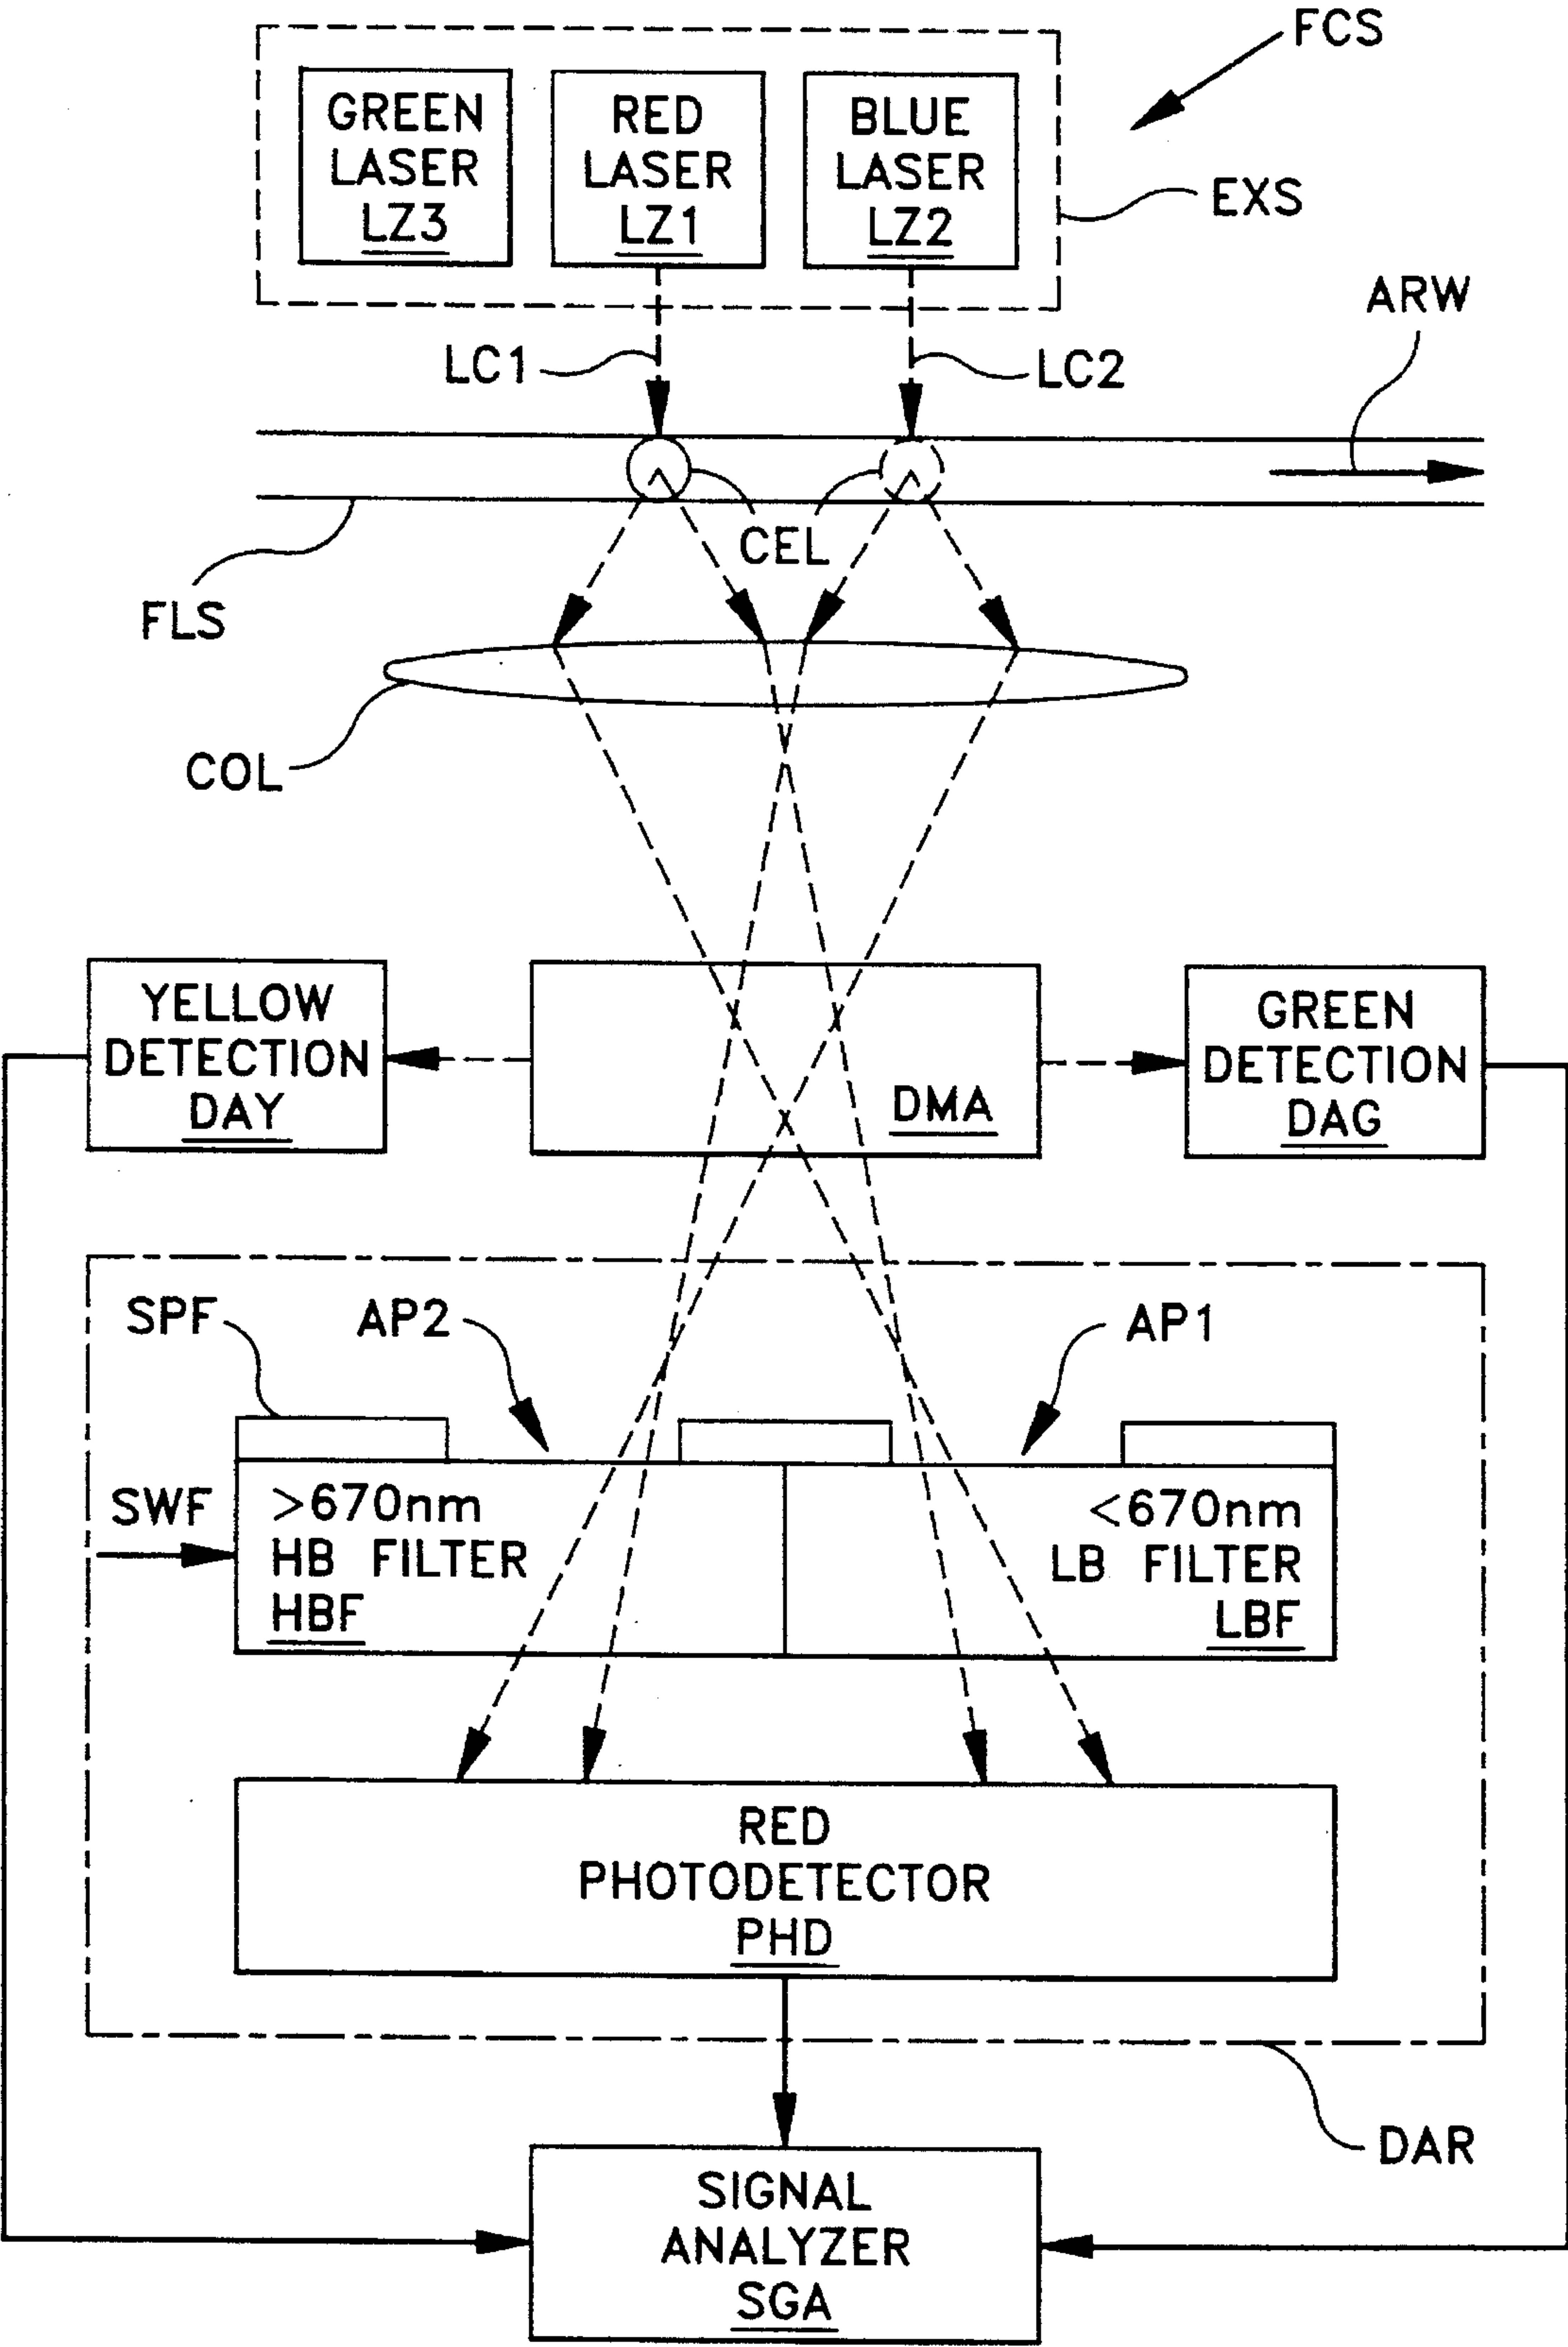 FCS
GREEN
LASER
LZ3
RED
LASER
LZ1
BLUE
LASER
LZ2
EXS
ARW
LC1
LC2
CEL
FLS
COL
YELLOW
DETECTION
DAY
DMA
GREEN
DETECTION
DAG
SPF
AP2
AP1
SWF
>670nm
HB FILTER
HBF
<670nm
LB FILTER
LBF
RED
PHOTODETECTOR
PHD
DAR
SIGNAL
ANALYZER
SGA